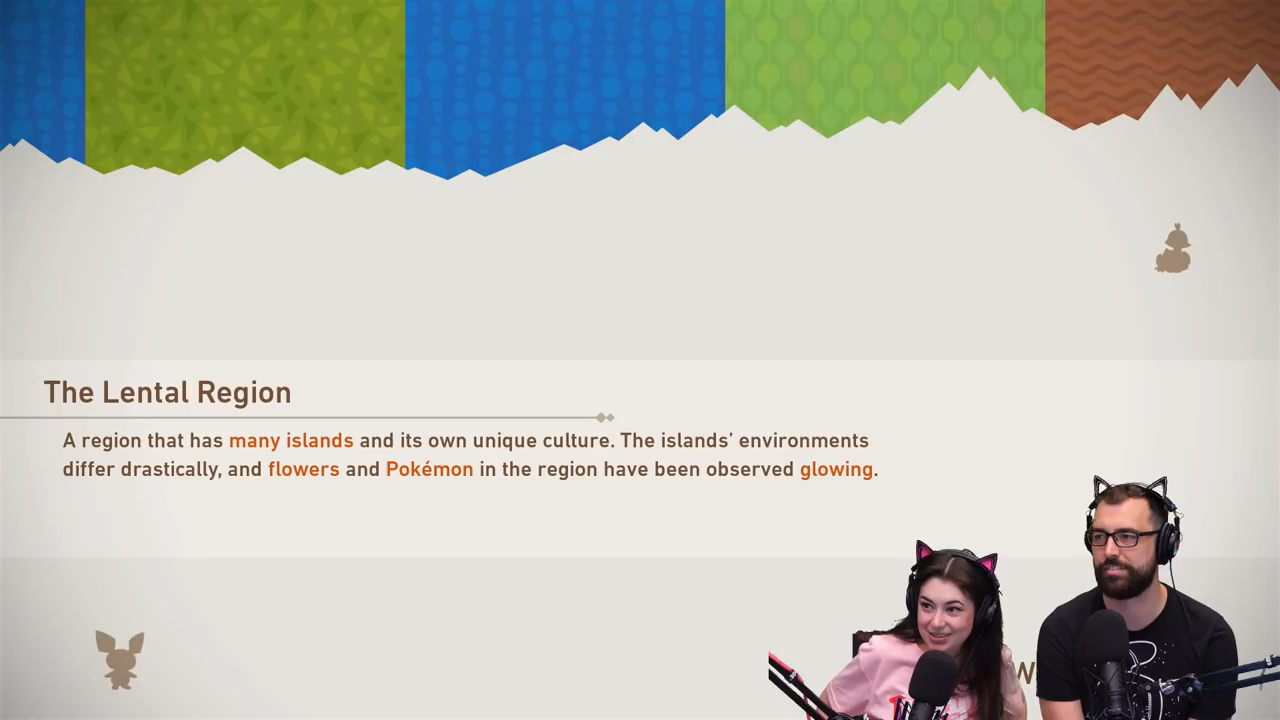 The Lental Region
A region that has many islands and its own unique culture. The islands’ environments
differ drastically, and flowers and Pokémon in the region have been observed glowing.